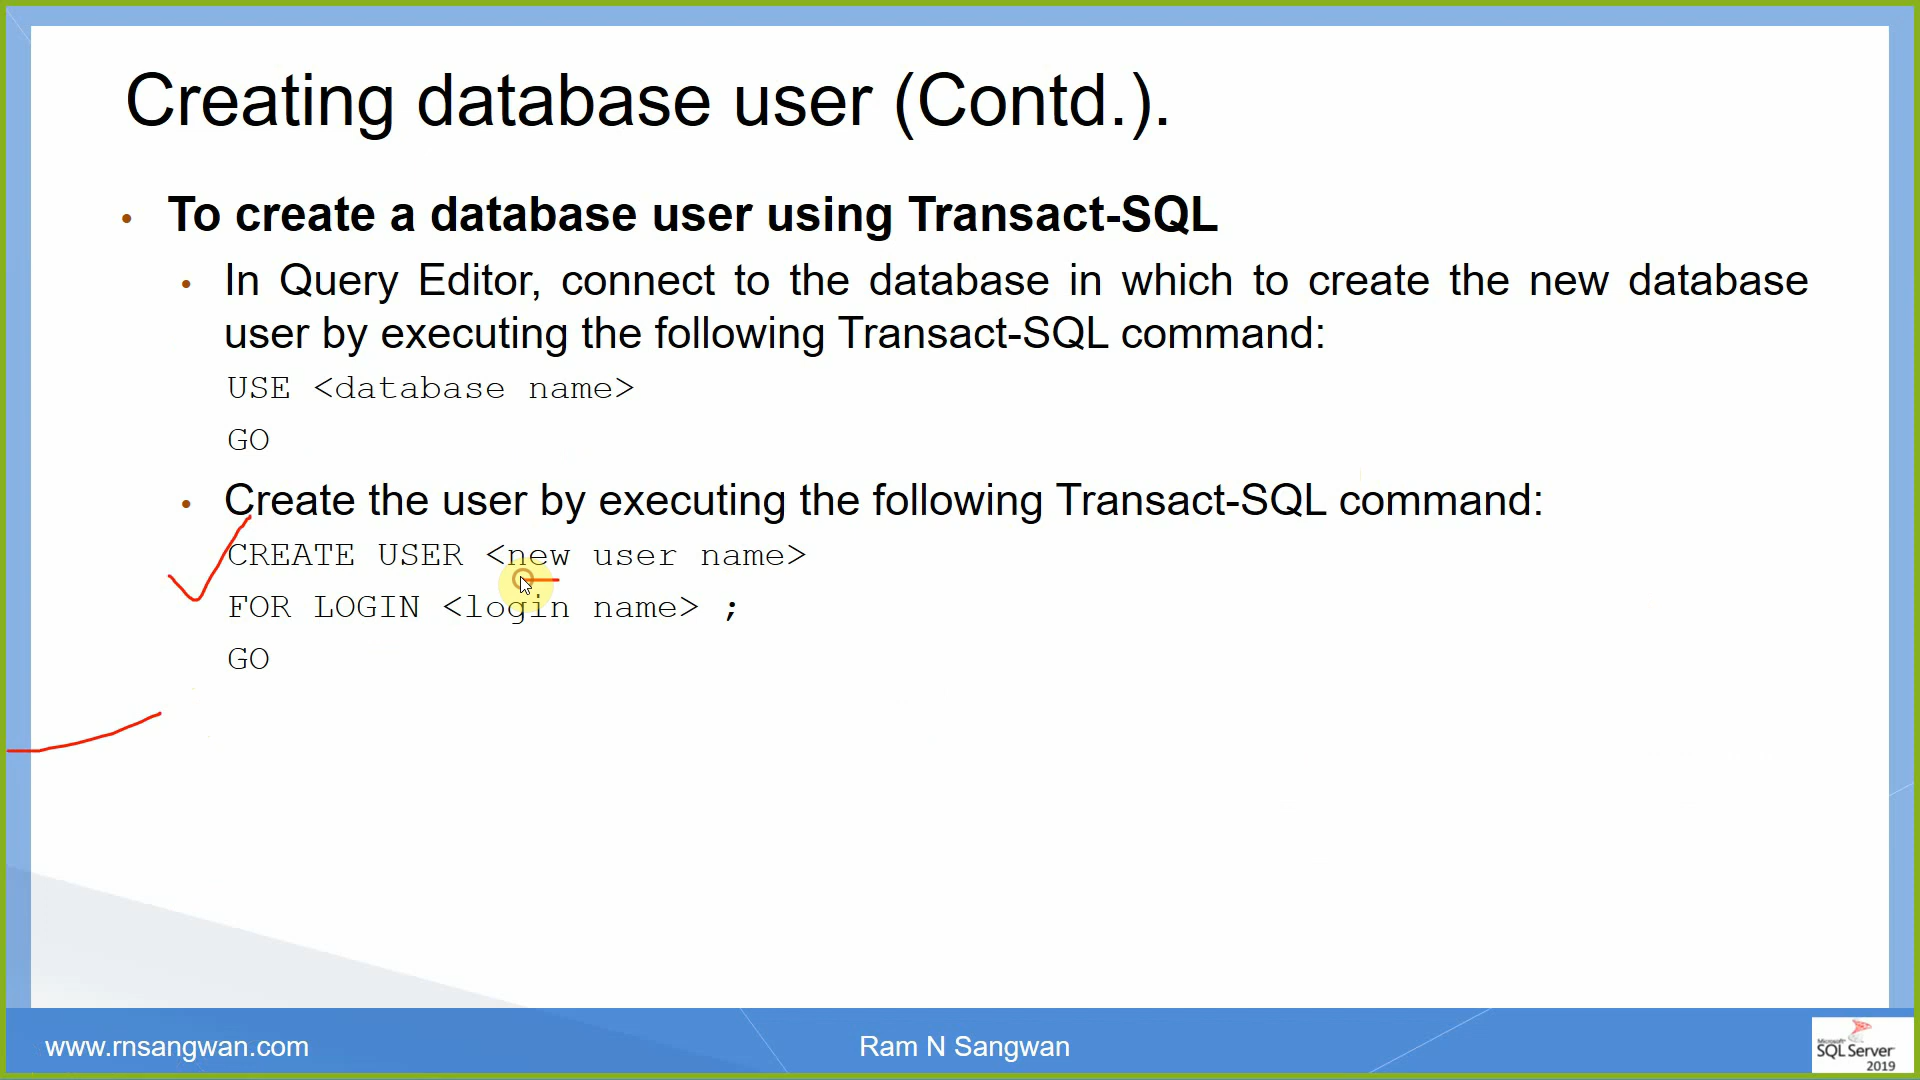 Creating database user (Contd.).
• To create a database user using Transact-SQL
• In Query Editor, connect to the database in which to create the new database
user by executing the following Transact-SQL command:
USE <database name>
GO
• Create the user by executing the following Transact-SQL command:
CREATE USER <new user name>
FOR LOGIN <login name> ;
GO
www.rnsangwan.com
Ram N Sangwan
Microsoft
SQL Server
2019